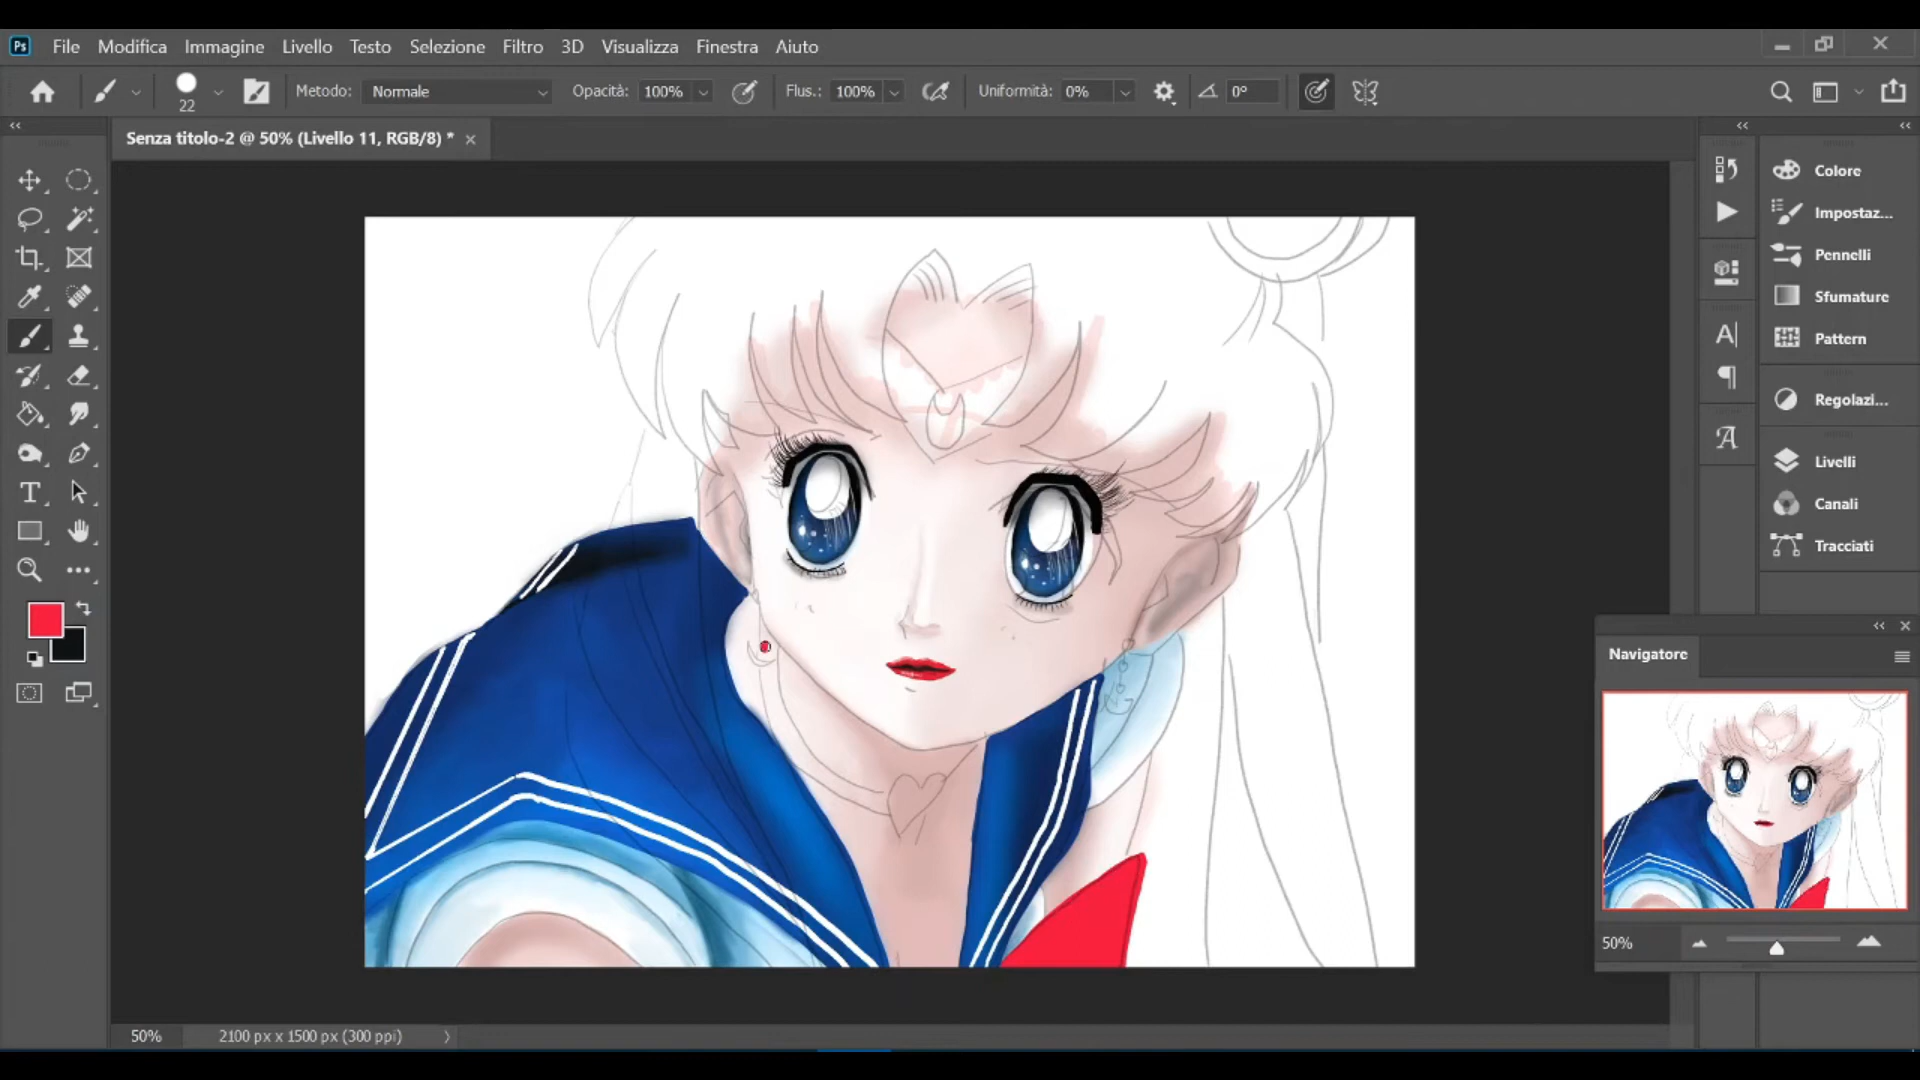 Ps File Modifica Immagine Livello Testo Selezione Filtro 3D Visualizza Finestra Aiuto
22 Metodo: Normale Opacità: 100% Flus.: 100% Uniformità: 0% 0°
Senza titolo-2 @ 50% (Livello 11, RGB/8) *
Colore
Impostaz...
Pennelli
Sfumature
Pattern
Regolazi...
Livelli
Canali
Tracciati
Navigatore
50%
50% 2100 px x 1500 px (300 ppi)